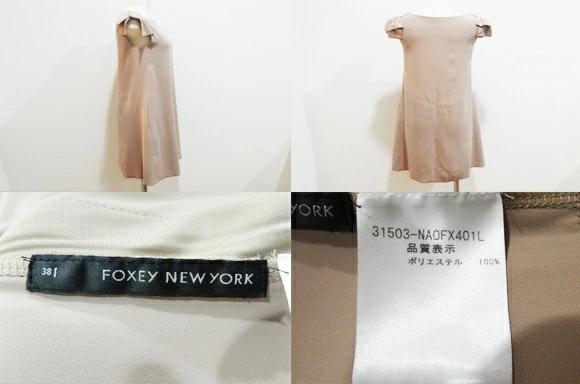 38
FOXEY NEW YORK
YORK
31503-NAOFX401L
品質表示
ポリエステル 100%